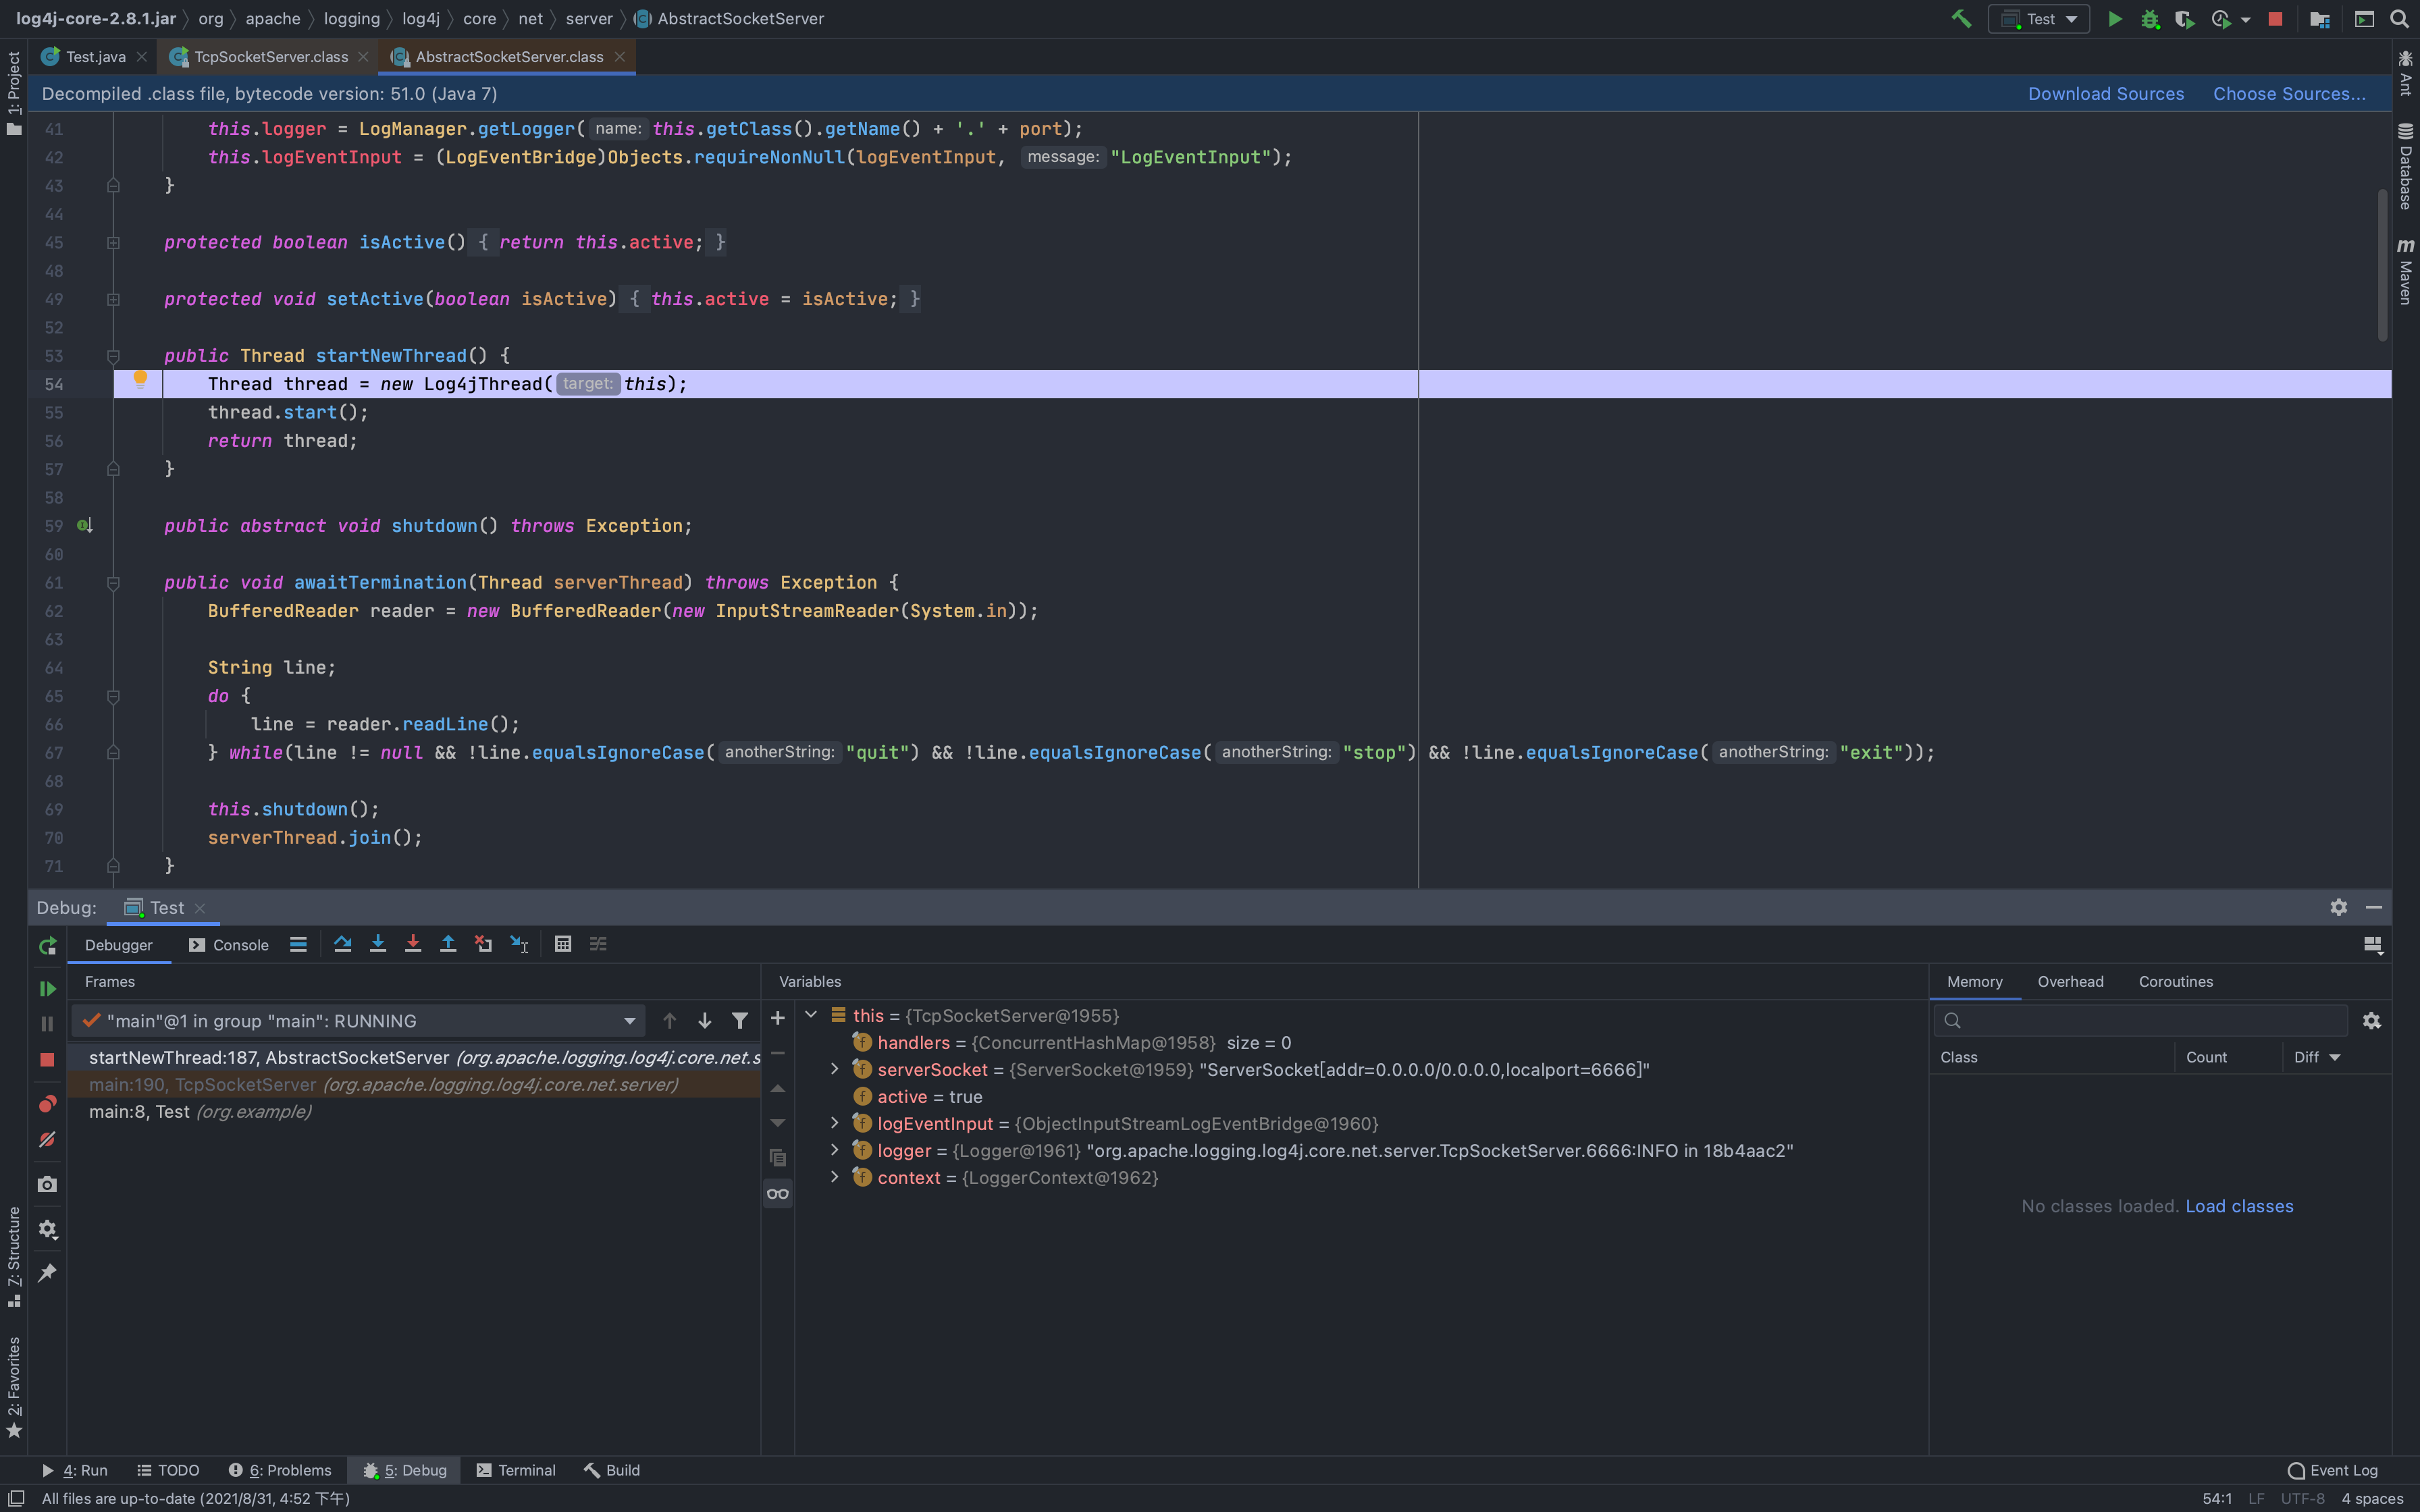 log4j-core-2.8.1.jar › org › apache › logging › log4j › core › net › server › AbstractSocketServer
Test
Test.java
TcpSocketServer.class
AbstractSocketServer.class
Decompiled .class file, bytecode version: 51.0 (Java 7)
Download Sources
Choose Sources...
1: Project
Ant
Database
Maven
41 this.logger = LogManager.getLogger( name: this.getClass().getName() + '.' + port);
42 this.logEventInput = (LogEventBridge)Objects.requireNonNull(logEventInput, message: "LogEventInput");
43 }
44
45 protected boolean isActive() { return this.active; }
48
49 protected void setActive(boolean isActive) { this.active = isActive; }
52
53 public Thread startNewThread() {
54 Thread thread = new Log4jThread( target: this);
55 thread.start();
56 return thread;
57 }
58
59 public abstract void shutdown() throws Exception;
60
61 public void awaitTermination(Thread serverThread) throws Exception {
62 BufferedReader reader = new BufferedReader(new InputStreamReader(System.in));
63
64 String line;
65 do {
66 line = reader.readLine();
67 } while(line != null && !line.equalsIgnoreCase( anotherString: "quit") && !line.equalsIgnoreCase( anotherString: "stop") && !line.equalsIgnoreCase( anotherString: "exit"));
68
69 this.shutdown();
70 serverThread.join();
71 }
Debug: Test
Debugger
Console
Frames
Variables
Memory
Overhead
Coroutines
"main"@1 in group "main": RUNNING
startNewThread:187, AbstractSocketServer (org.apache.logging.log4j.core.net.s
main:190, TcpSocketServer (org.apache.logging.log4j.core.net.server)
main:8, Test (org.example)
this = {TcpSocketServer@1955}
handlers = {ConcurrentHashMap@1958} size = 0
serverSocket = {ServerSocket@1959} "ServerSocket[addr=0.0.0.0/0.0.0.0,localport=6666]"
active = true
logEventInput = {ObjectInputStreamLogEventBridge@1960}
logger = {Logger@1961} "org.apache.logging.log4j.core.net.server.TcpSocketServer.6666:INFO in 18b4aac2"
context = {LoggerContext@1962}
Class
Count
Diff
No classes loaded. Load classes
7: Structure
2: Favorites
4: Run
TODO
6: Problems
5: Debug
Terminal
Build
Event Log
All files are up-to-date (2021/8/31, 4:52 下午)
54:1 LF UTF-8 4 spaces